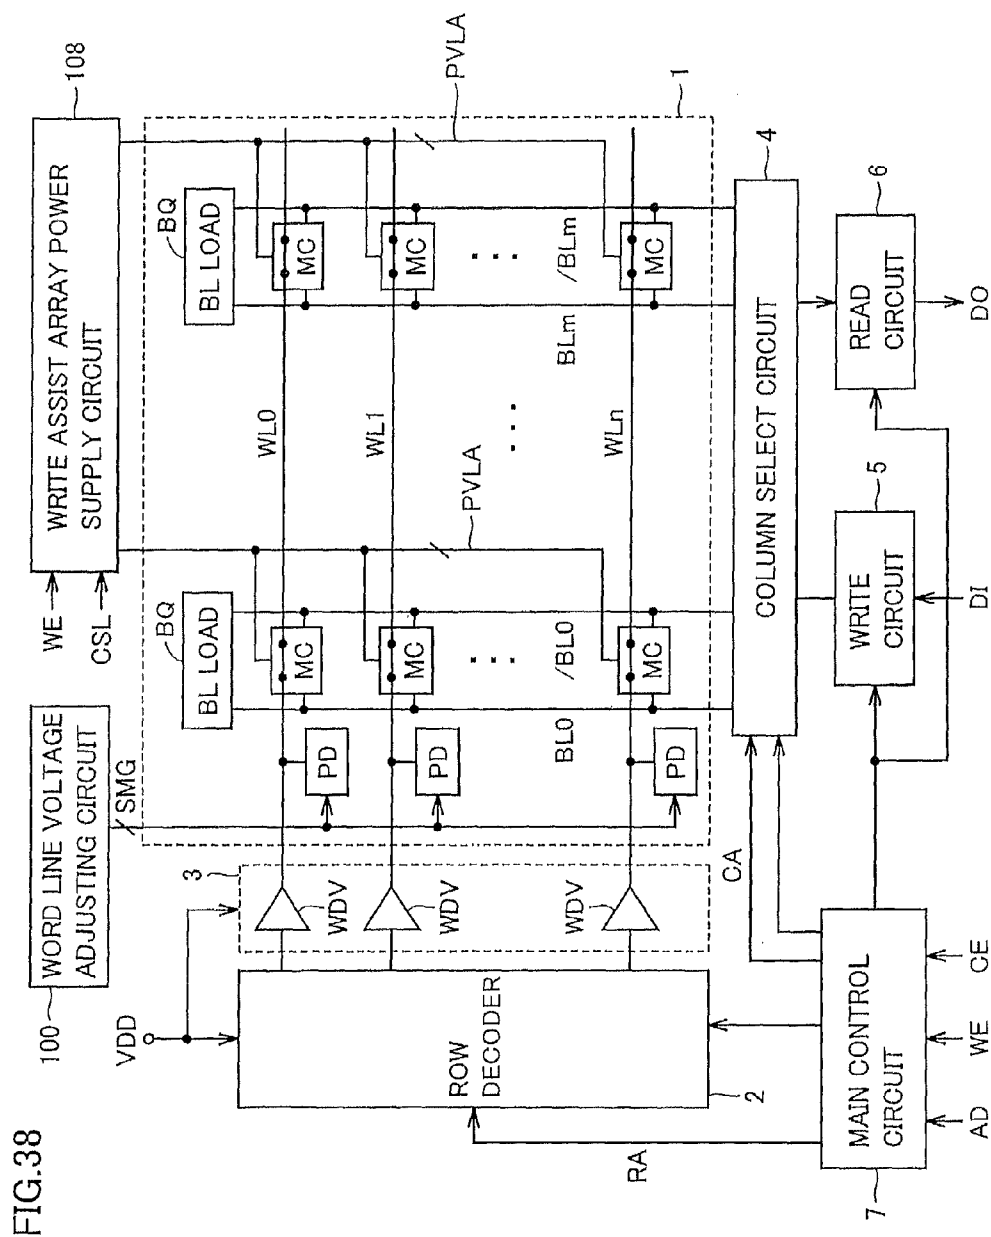 FIG.38
100
WORD LINE VOLTAGE
ADJUSTING CIRCUIT
SMG
WE
CSL
WRITE ASSIST ARRAY POWER
SUPPLY CIRCUIT
108
VDD
3
BQ
BL LOAD
BQ
BL LOAD
PVLA
WDV
PD
MC
WL0
MC
WDV
PD
MC
WL1
MC
PVLA
1
BL0
/BL0
BLm
/BLm
WDV
PD
MC
WLn
MC
ROW
DECODER
2
RA
CA
COLUMN SELECT CIRCUIT
4
7
MAIN CONTROL
CIRCUIT
WRITE
CIRCUIT
5
READ
CIRCUIT
6
AD
WE
CE
DI
DO